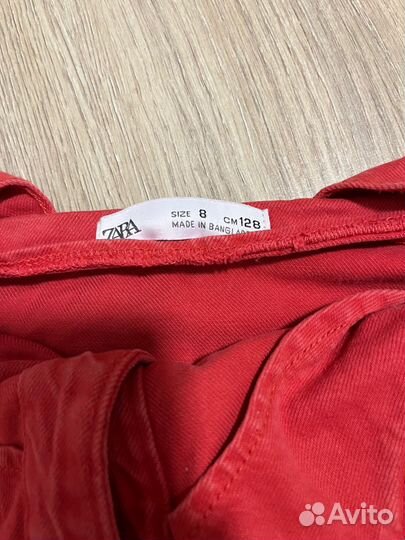 ZARA
SIZE 8 CM 128
MADE IN BANGLADESH
Avito